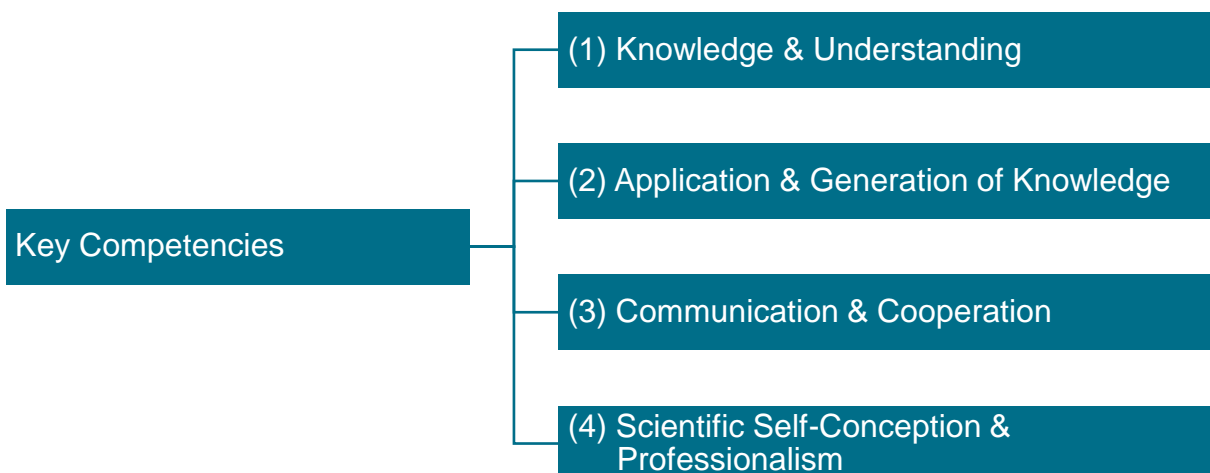 Key Competencies
(1) Knowledge & Understanding
(2) Application & Generation of Knowledge
(3) Communication & Cooperation
(4) Scientific Self-Conception &
Professionalism